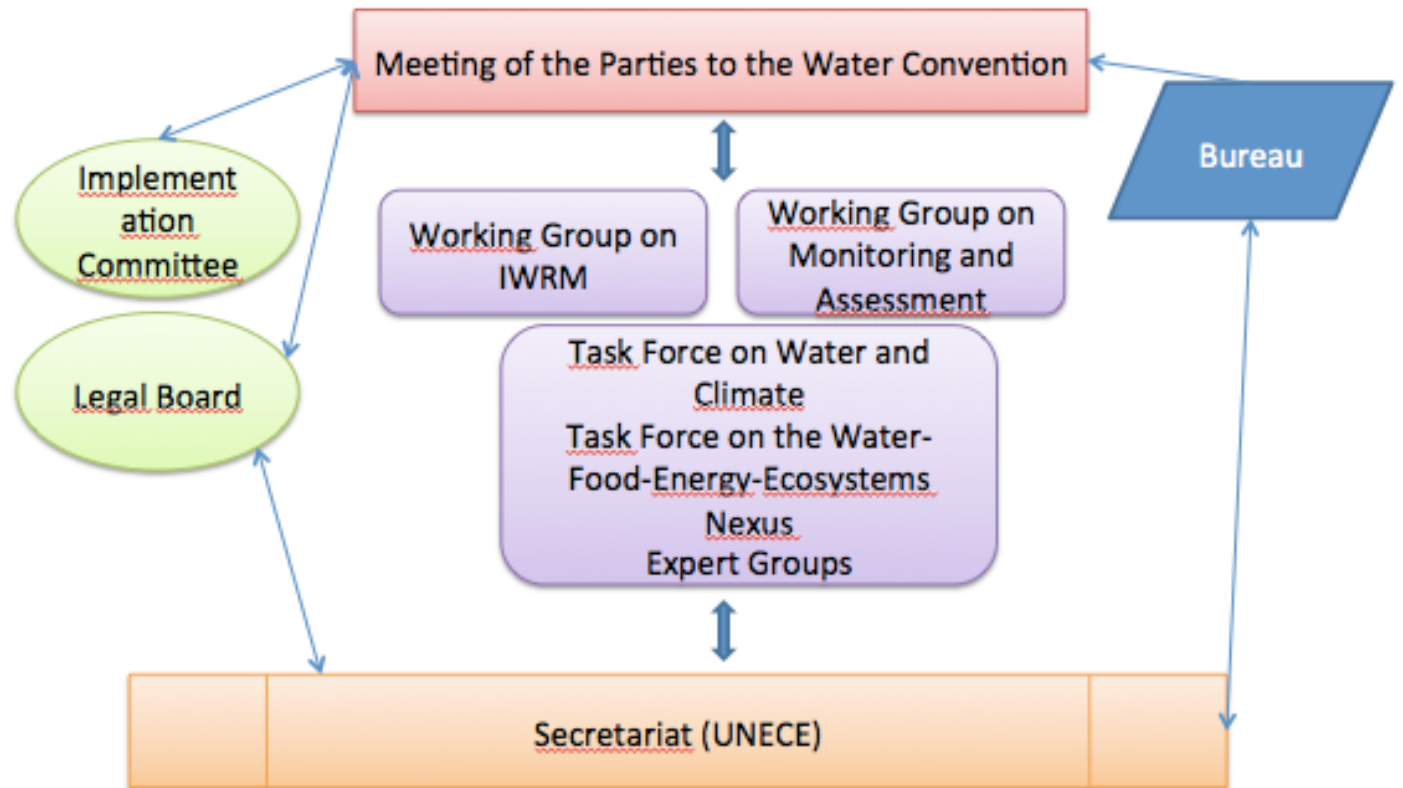 Meeting of the Parties to the Water Convention
Bureau
Implement
ation
Committee
Working Group on
IWRM
Working Group on
Monitoring and
Assessment
Legal Board
Task Force on Water and
Climate
Task Force on the Water-
Food-Energy-Ecosystems
Nexus
Expert Groups
Secretariat (UNECE)